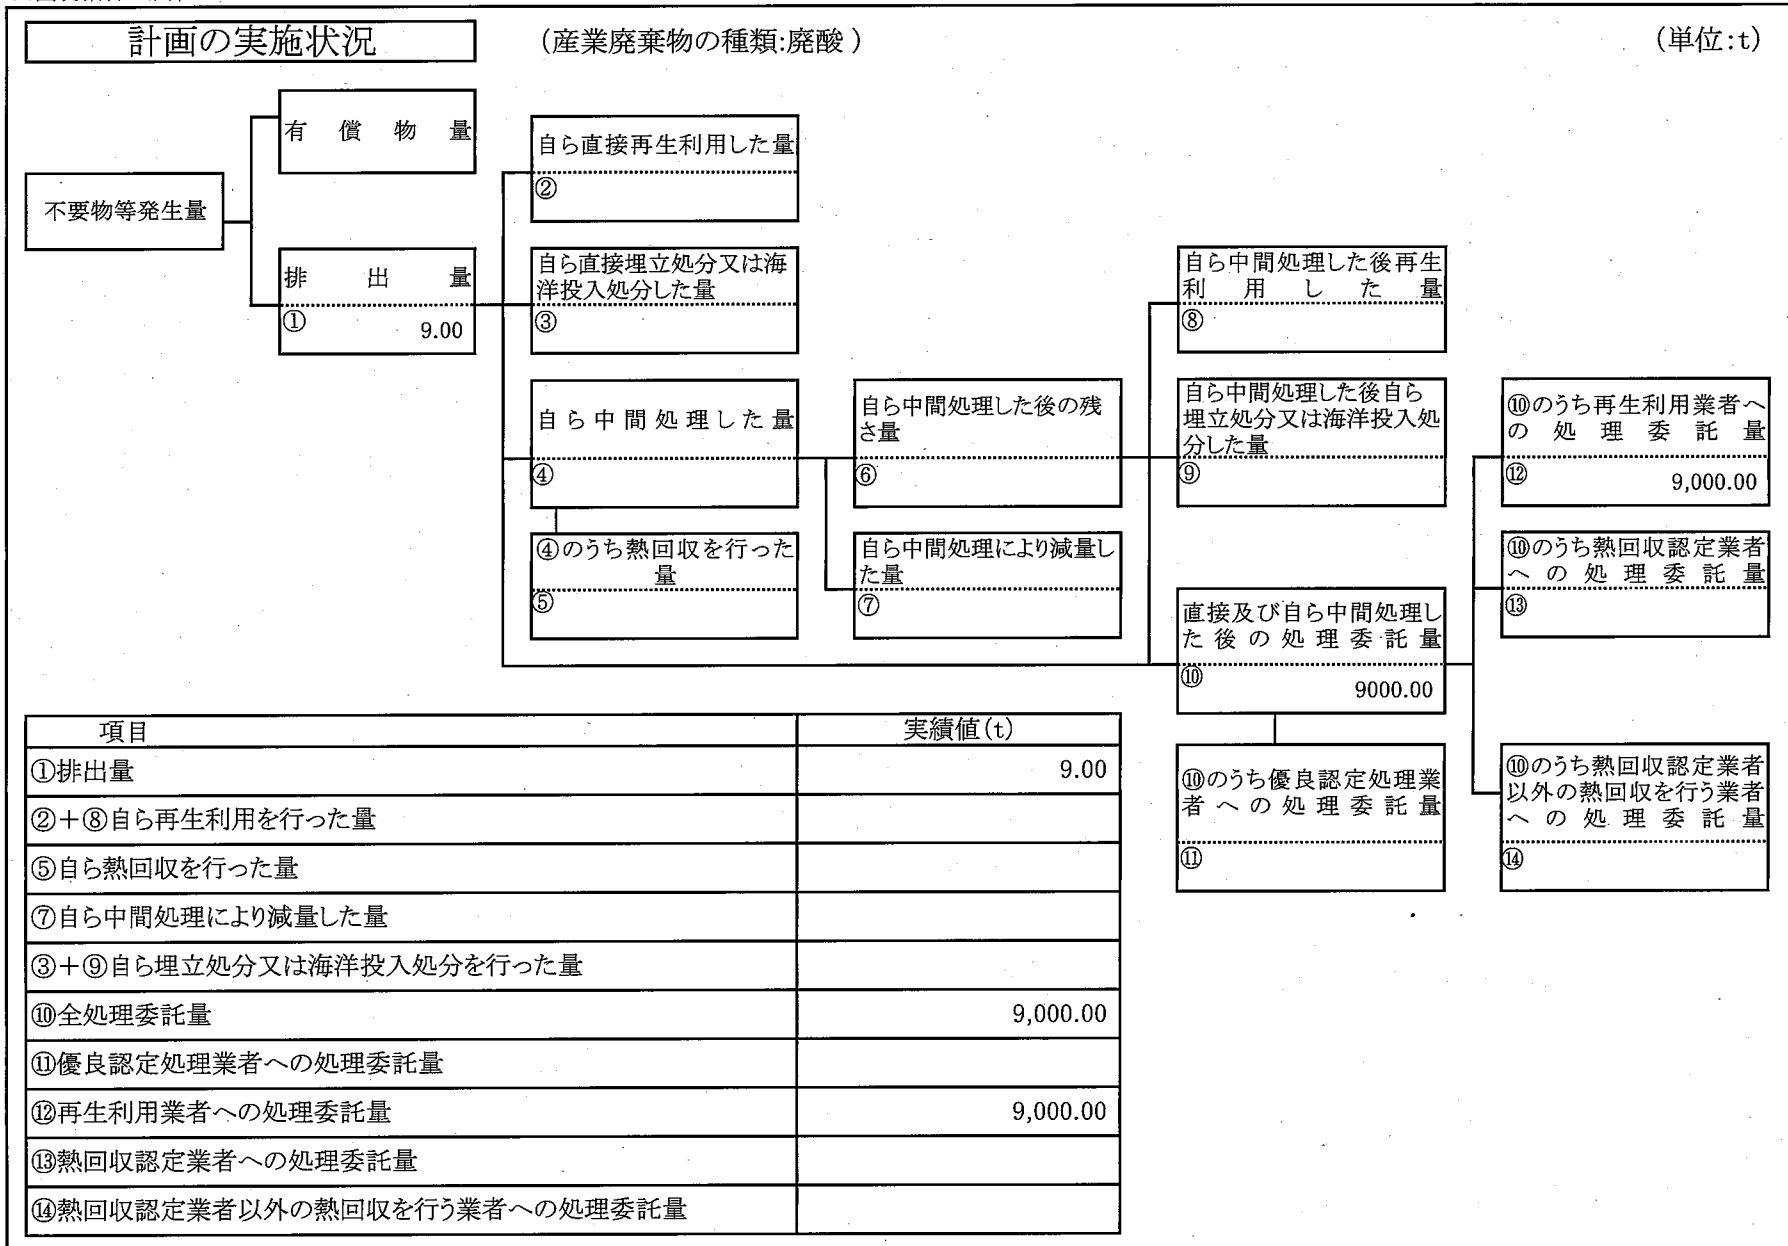 計画の実施状況
(産業廃棄物の種類:廃酸)
(単位:t)
有償物量
不要物等発生量
排出量
①
9.00
自ら直接再生利用した量
②
自ら直接埋立処分又は海
洋投入処分した量
③
自ら中間処理した量
④
④のうち熱回収を行った
量
⑤
自ら中間処理した後の残
さ量
⑥
自ら中間処理により減量し
た量
⑦
自ら中間処理した後再生
利用した量
⑧
自ら中間処理した後自ら
埋立処分又は海洋投入処
分した量
⑨
直接及び自ら中間処理し
た後の処理委託量
⑩
9000.00
⑩のうち優良認定処理業
者への処理委託量
⑪
⑩のうち再生利用業者へ
の処理委託量
⑫
9,000.00
⑩のうち熱回収認定業者
への処理委託量
⑬
⑩のうち熱回収認定業者
以外の熱回収を行う業者
への処理委託量
⑭
項目 実績値(t)
①排出量 9.00
②+⑧自ら再生利用を行った量
⑤自ら熱回収を行った量
⑦自ら中間処理により減量した量
③+⑨自ら埋立処分又は海洋投入処分を行った量
⑩全処理委託量 9,000.00
⑪優良認定処理業者への処理委託量
⑫再生利用業者への処理委託量 9,000.00
⑬熱回収認定業者への処理委託量
⑭熱回収認定業者以外の熱回収を行う業者への処理委託量